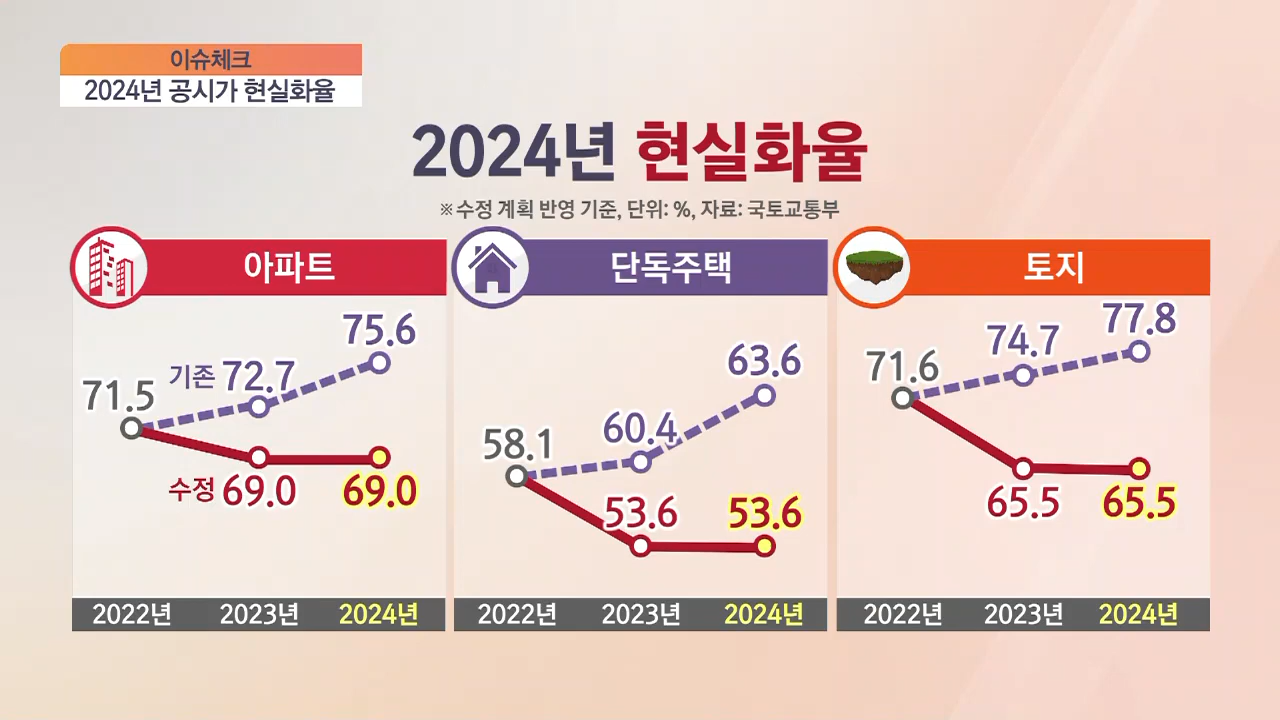 이슈체크
2024년 공시가 현실화율
2024년 현실화율
※수정 계획 반영 기준, 단위: %, 자료: 국토교통부
아파트
75.6
기존 72.7
71.5
수정 69.0 69.0
2022년 2023년 2024년
단독주택
63.6
60.4
58.1
53.6 53.6
2022년 2023년 2024년
토지
77.8
74.7
71.6
65.5 65.5
2022년 2023년 2024년